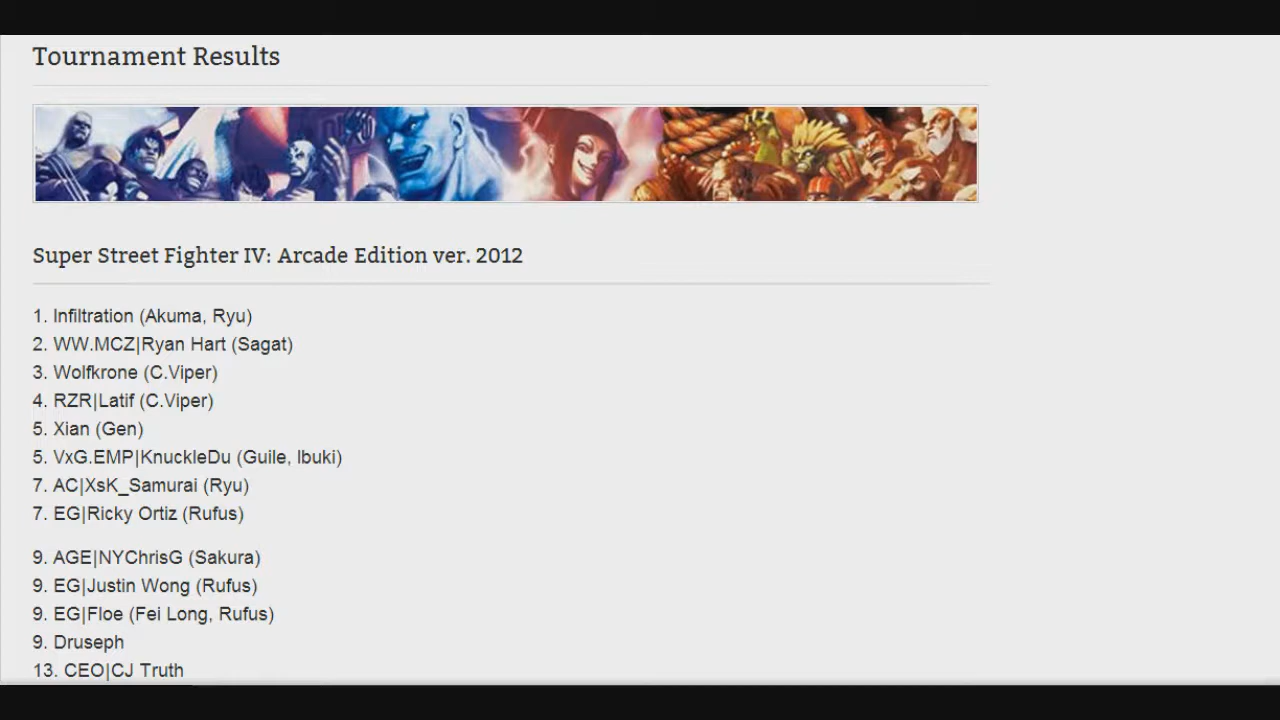 Tournament Results
Super Street Fighter IV: Arcade Edition ver. 2012
1. Infiltration (Akuma, Ryu)
2. WW.MCZ|Ryan Hart (Sagat)
3. Wolfkrone (C.Viper)
4. RZR|Latif (C.Viper)
5. Xian (Gen)
5. VxG.EMP|KnuckleDu (Guile, Ibuki)
7. AC|XsK_Samurai (Ryu)
7. EG|Ricky Ortiz (Rufus)
9. AGE|NYChrisG (Sakura)
9. EG|Justin Wong (Rufus)
9. EG|Floe (Fei Long, Rufus)
9. Druseph
13. CEO|CJ Truth